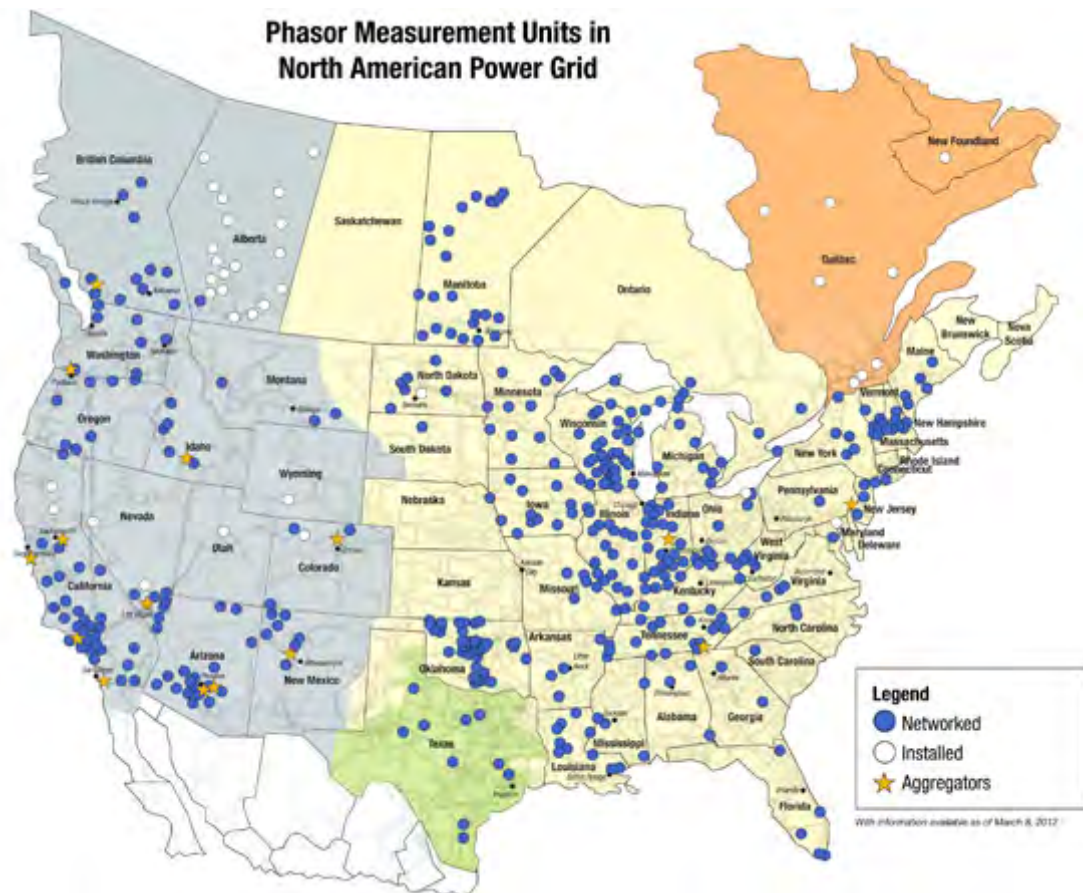 Phasor Measurement Units in
North American Power Grid
British Columbia
Alberta
Saskatchewan
Manitoba
Ontario
Québec
New Foundland
New
Brunswick
Nova
Scotia
Maine
Washington
Montana
North Dakota
Minnesota
Vermont
New Hampshire
Massachusetts
Rhode Island
Connecticut
Oregon
Idaho
South Dakota
Wisconsin
Michigan
New York
Wyoming
Nebraska
Iowa
Illinois
Indiana
Ohio
Pennsylvania
New Jersey
Maryland
Deleware
Nevada
Utah
Colorado
Kansas
Missouri
Kentucky
West
Virginia
Virginia
California
Arizona
New Mexico
Oklahoma
Arkansas
Tennessee
North Carolina
South Carolina
Texas
Louisiana
Mississippi
Alabama
Georgia
Florida
Legend
Networked
Installed
Aggregators
With information available as of March 8, 2012